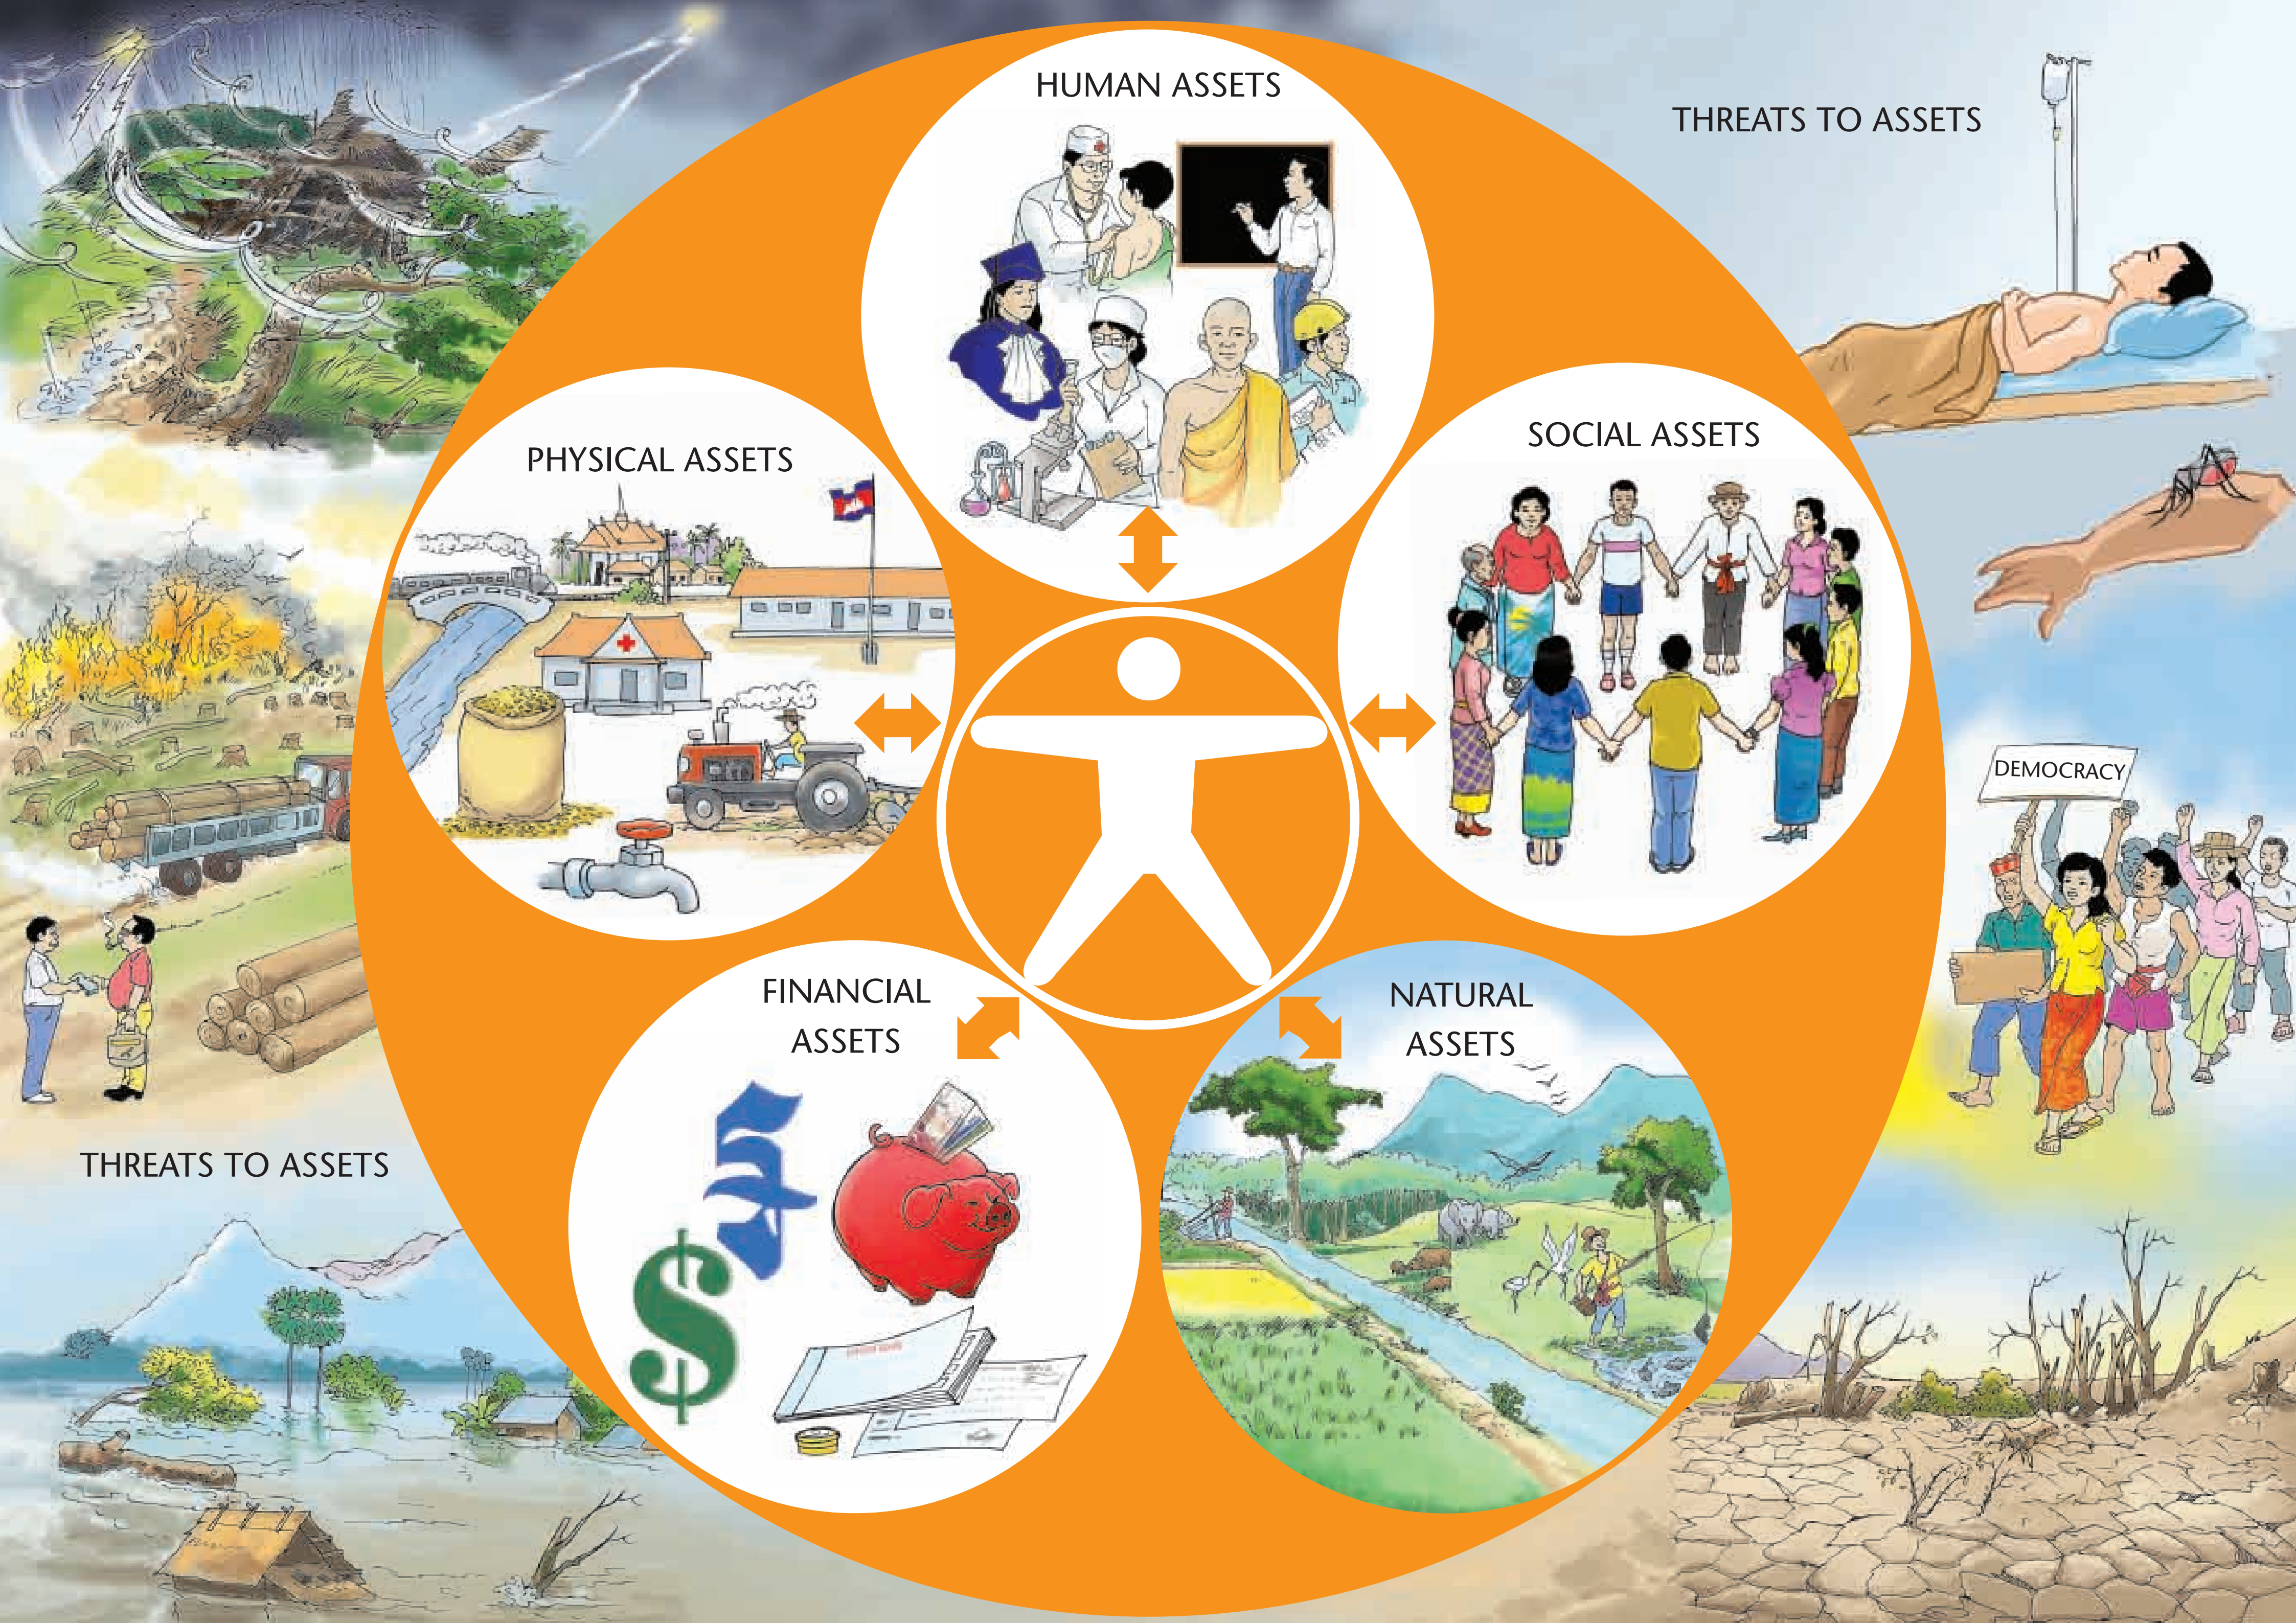 HUMAN ASSETS
THREATS TO ASSETS
PHYSICAL ASSETS
SOCIAL ASSETS
DEMOCRACY
FINANCIAL
ASSETS
NATURAL
ASSETS
THREATS TO ASSETS
$